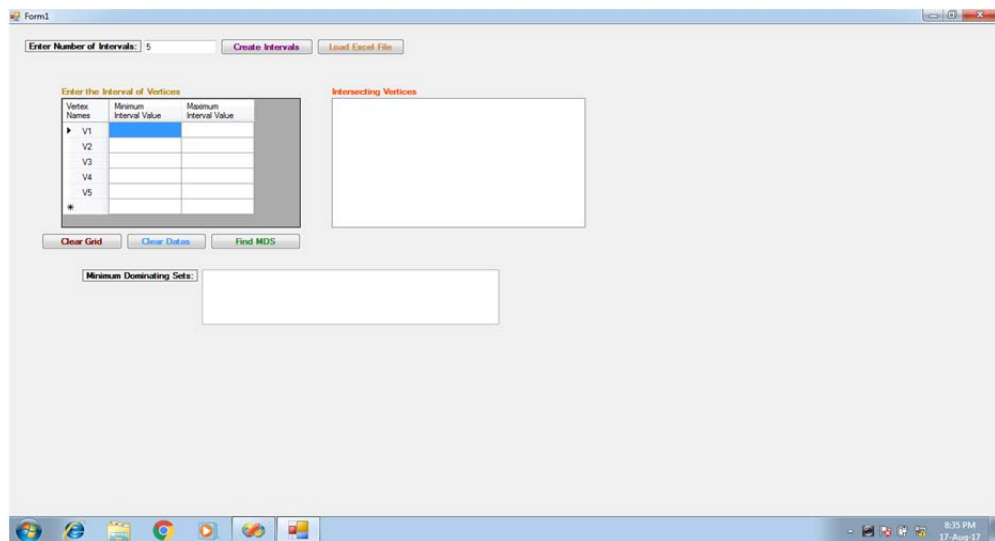 Form1
Enter Number of Intervals: 5 Create Intervals Load Excel File
Enter the Interval of Vertices
Intersecting Vertices
Vertex Names Minimum Interval Value Maximum Interval Value
V1
V2
V3
V4
V5
Clear Grid Clear Datas Find MDS
Minimum Dominating Sets:
8:35 PM
17-Aug-17